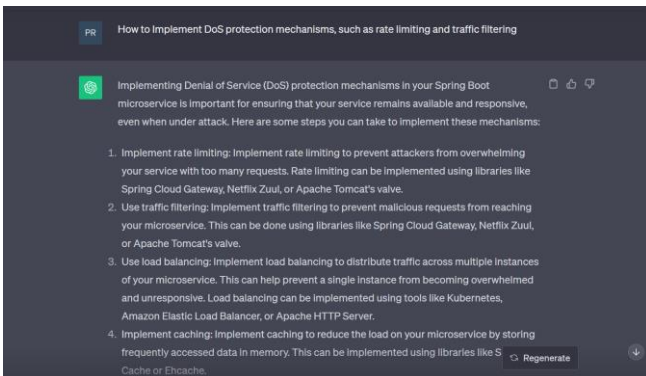 PR
How to Implement DoS protection mechanisms, such as rate limiting and traffic filtering
Implementing Denial of Service (DoS) protection mechanisms in your Spring Boot
microservice is important for ensuring that your service remains available and responsive,
even when under attack. Here are some steps you can take to implement these mechanisms:
1. Implement rate limiting: Implement rate limiting to prevent attackers from overwhelming
your service with too many requests. Rate limiting can be implemented using libraries like
Spring Cloud Gateway, Netflix Zuul, or Apache Tomcat's valve.
2. Use traffic filtering: Implement traffic filtering to prevent malicious requests from reaching
your microservice. This can be done using libraries like Spring Cloud Gateway, Netflix Zuul,
or Apache Tomcat's valve.
3. Use load balancing: Implement load balancing to distribute traffic across multiple instances
of your microservice. This can help prevent a single instance from becoming overwhelmed
and unresponsive. Load balancing can be implemented using tools like Kubernetes,
Amazon Elastic Load Balancer, or Apache HTTP Server.
4. Implement caching: Implement caching to reduce the load on your microservice by storing
frequently accessed data in memory. This can be implemented using libraries like S
Regenerate
Cache or Ehcache.